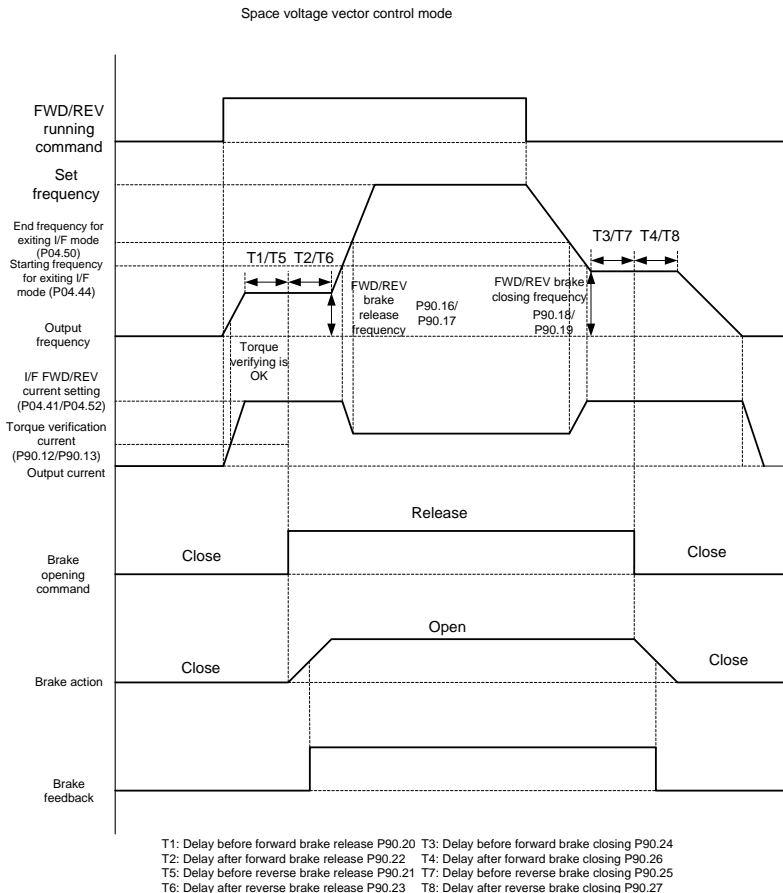 Space voltage vector control mode
FWD/REV
running
command
Set
frequency
End frequency for
exiting I/F mode
(P04.50)
Starting frequency
for exiting I/F
mode (P04.44)
T1/T5
T2/T6
T3/T7
T4/T8
FWD/REV
brake
release
frequency
P90.16/
P90.17
FWD/REV brake
closing frequency
P90.18/
P90.19
Output
frequency
Torque
verifying is
OK
I/F FWD/REV
current setting
(P04.41/P04.52)
Torque verification
current
(P90.12/P90.13)
Output current
Release
Close
Close
Brake
opening
command
Open
Close
Close
Brake action
Brake
feedback
T1: Delay before forward brake release P90.20 T3: Delay before forward brake closing P90.24
T2: Delay after forward brake release P90.22 T4: Delay after forward brake closing P90.26
T5: Delay before reverse brake release P90.21 T7: Delay before reverse brake closing P90.25
T6: Delay after reverse brake release P90.23 T8: Delay after reverse brake closing P90.27